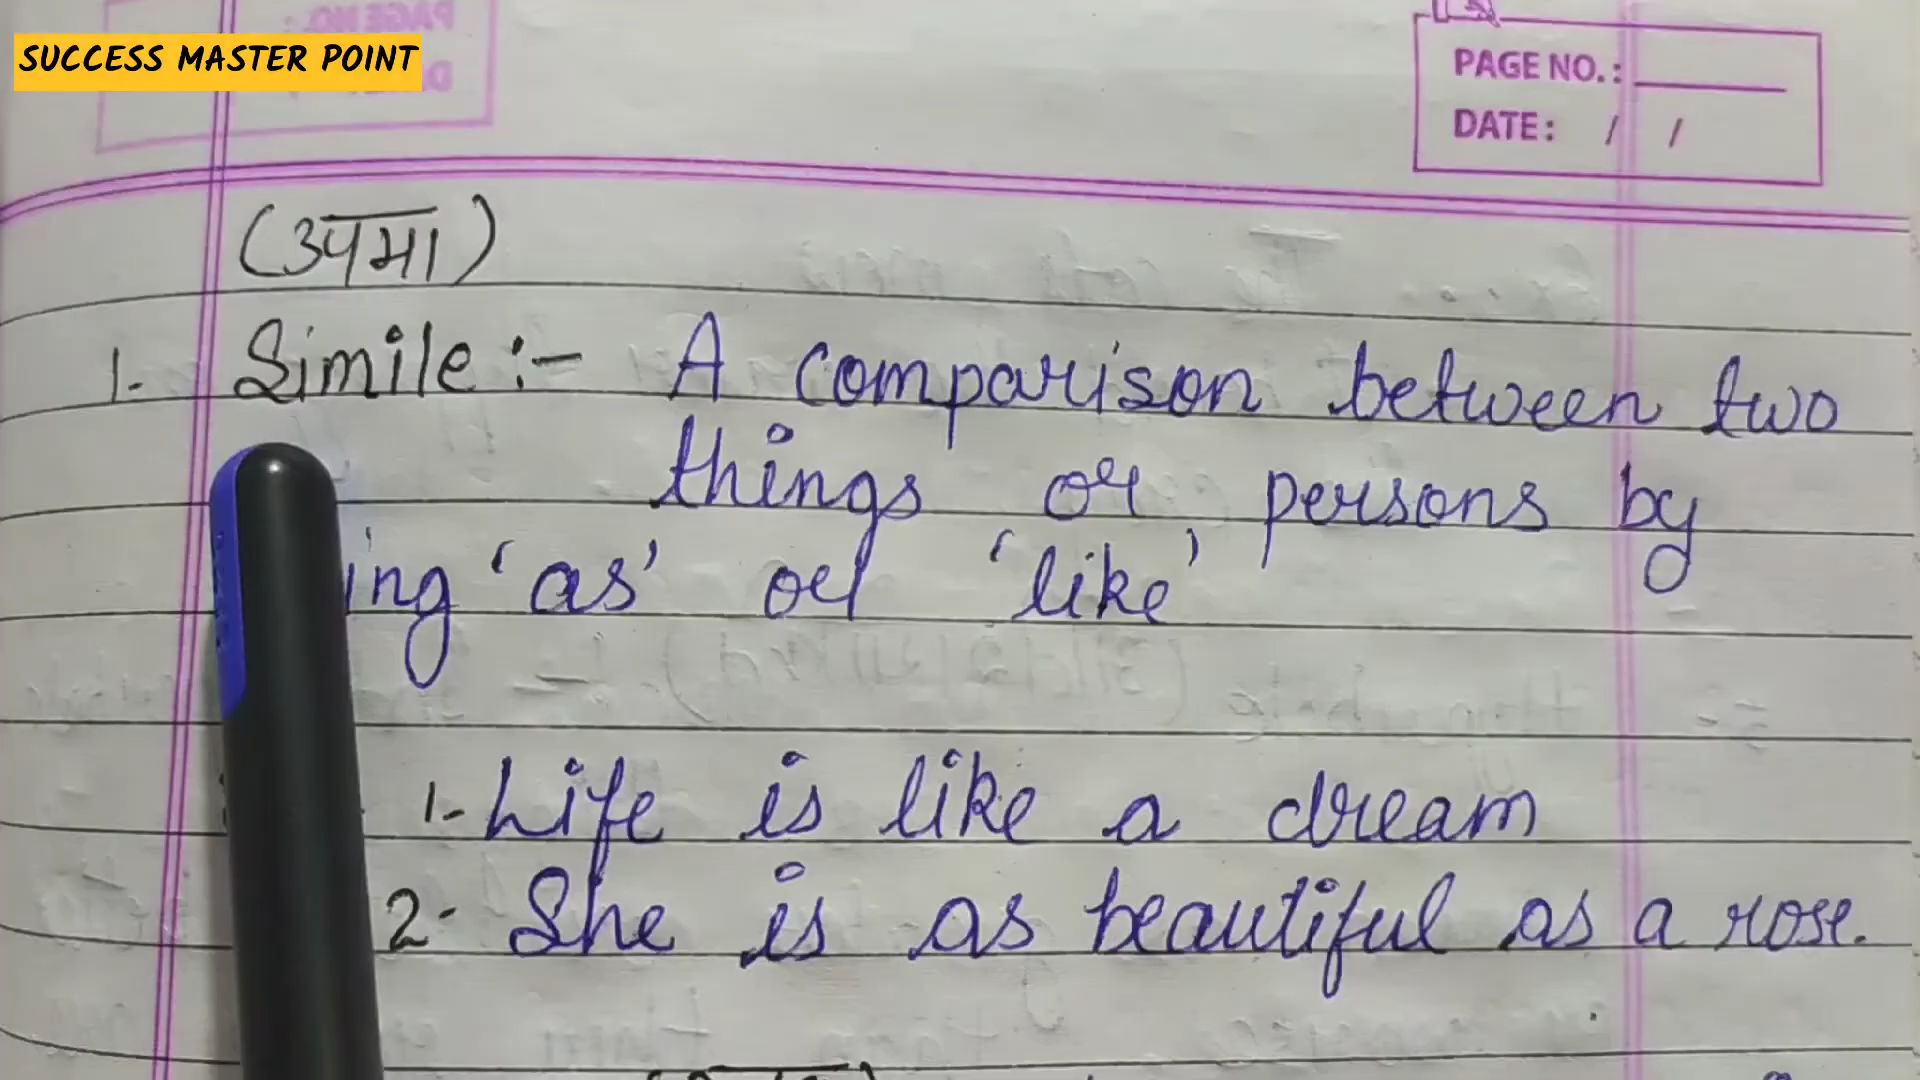 SUCCESS MASTER POINT
PAGE NO. :
DATE : / /
(उपमा)
1- Simile :- A comparison between two
things or persons by
ing 'as' or 'like'
1- Life is like a dream
2- She is as beautiful as a rose.